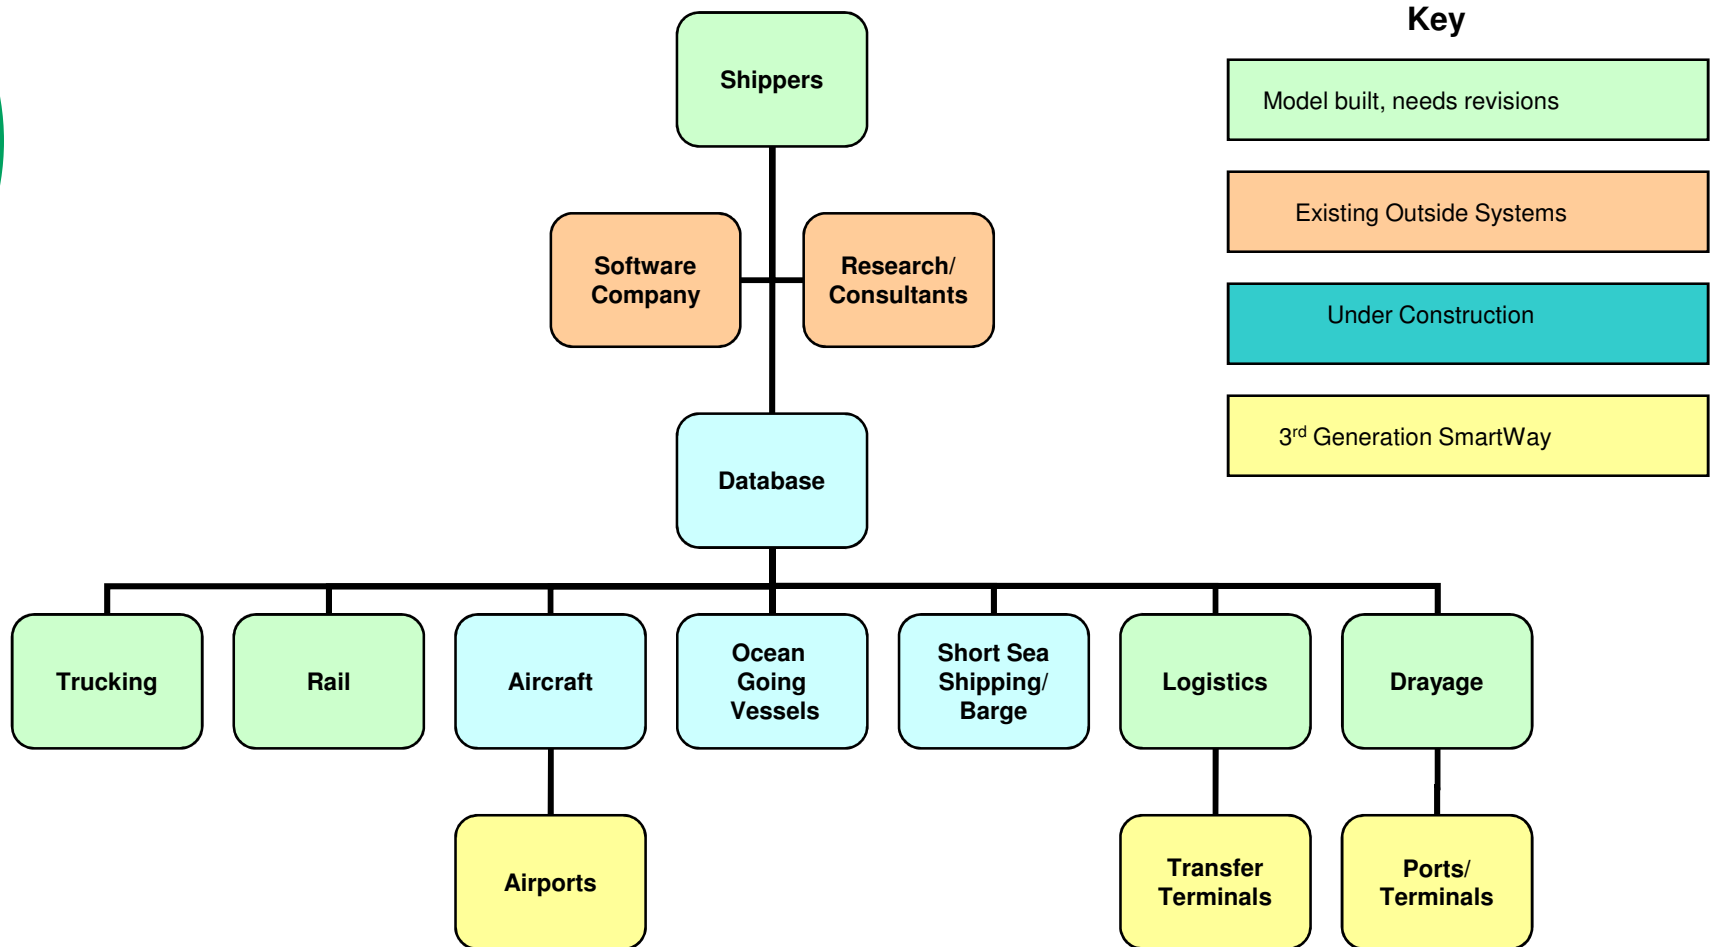 Key
Shippers
Model built, needs revisions
Existing Outside Systems
Software
Company
Research/
Consultants
Under Construction
3rd Generation SmartWay
Database
Trucking
Rail
Aircraft
Ocean
Going
Vessels
Short Sea
Shipping/
Barge
Logistics
Drayage
Airports
Transfer
Terminals
Ports/
Terminals